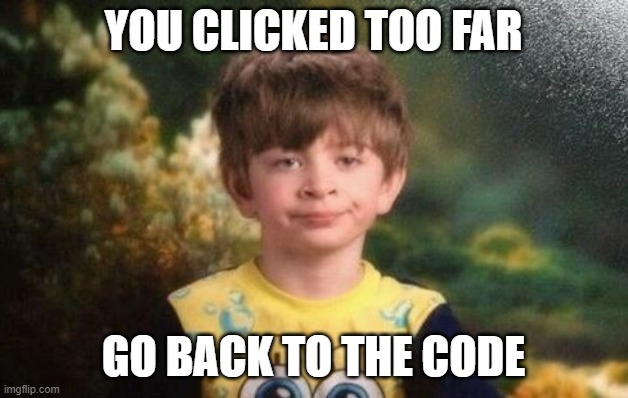 YOU CLICKED TOO FAR
GO BACK TO THE CODE
imgflip.com